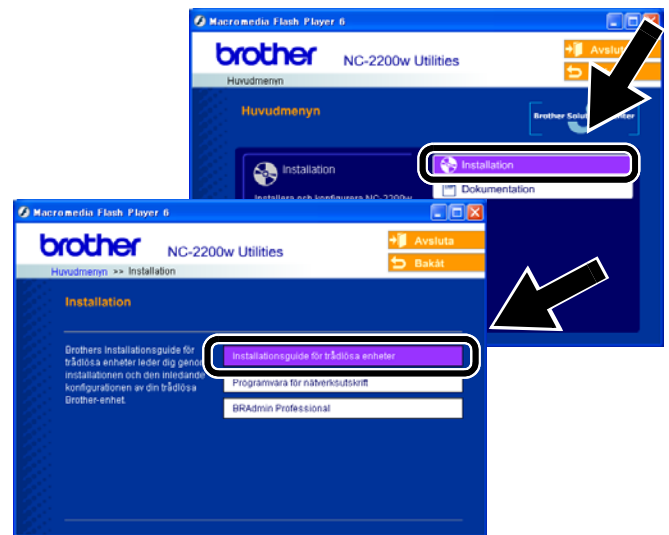 Macromedia Flash Player 6
brother
NC-2200w Utilities
Huvudmenyn
Huvudmenyn
Installation
Installation
Dokumentation
Macromedia Flash Player 6
brother
NC-2200w Utilities
Avsluta
Bakåt
Huvudmenyn >> Installation
Installation
Brothers Installationsguide för
trådlösa enheter leder dig genom
installationen och den inledande
konfigurationen av din trådlösa
Brother-enhet.
Installationsguide för trådlösa enheter
Programvara för nätverksutskrift
BRAdmin Professional